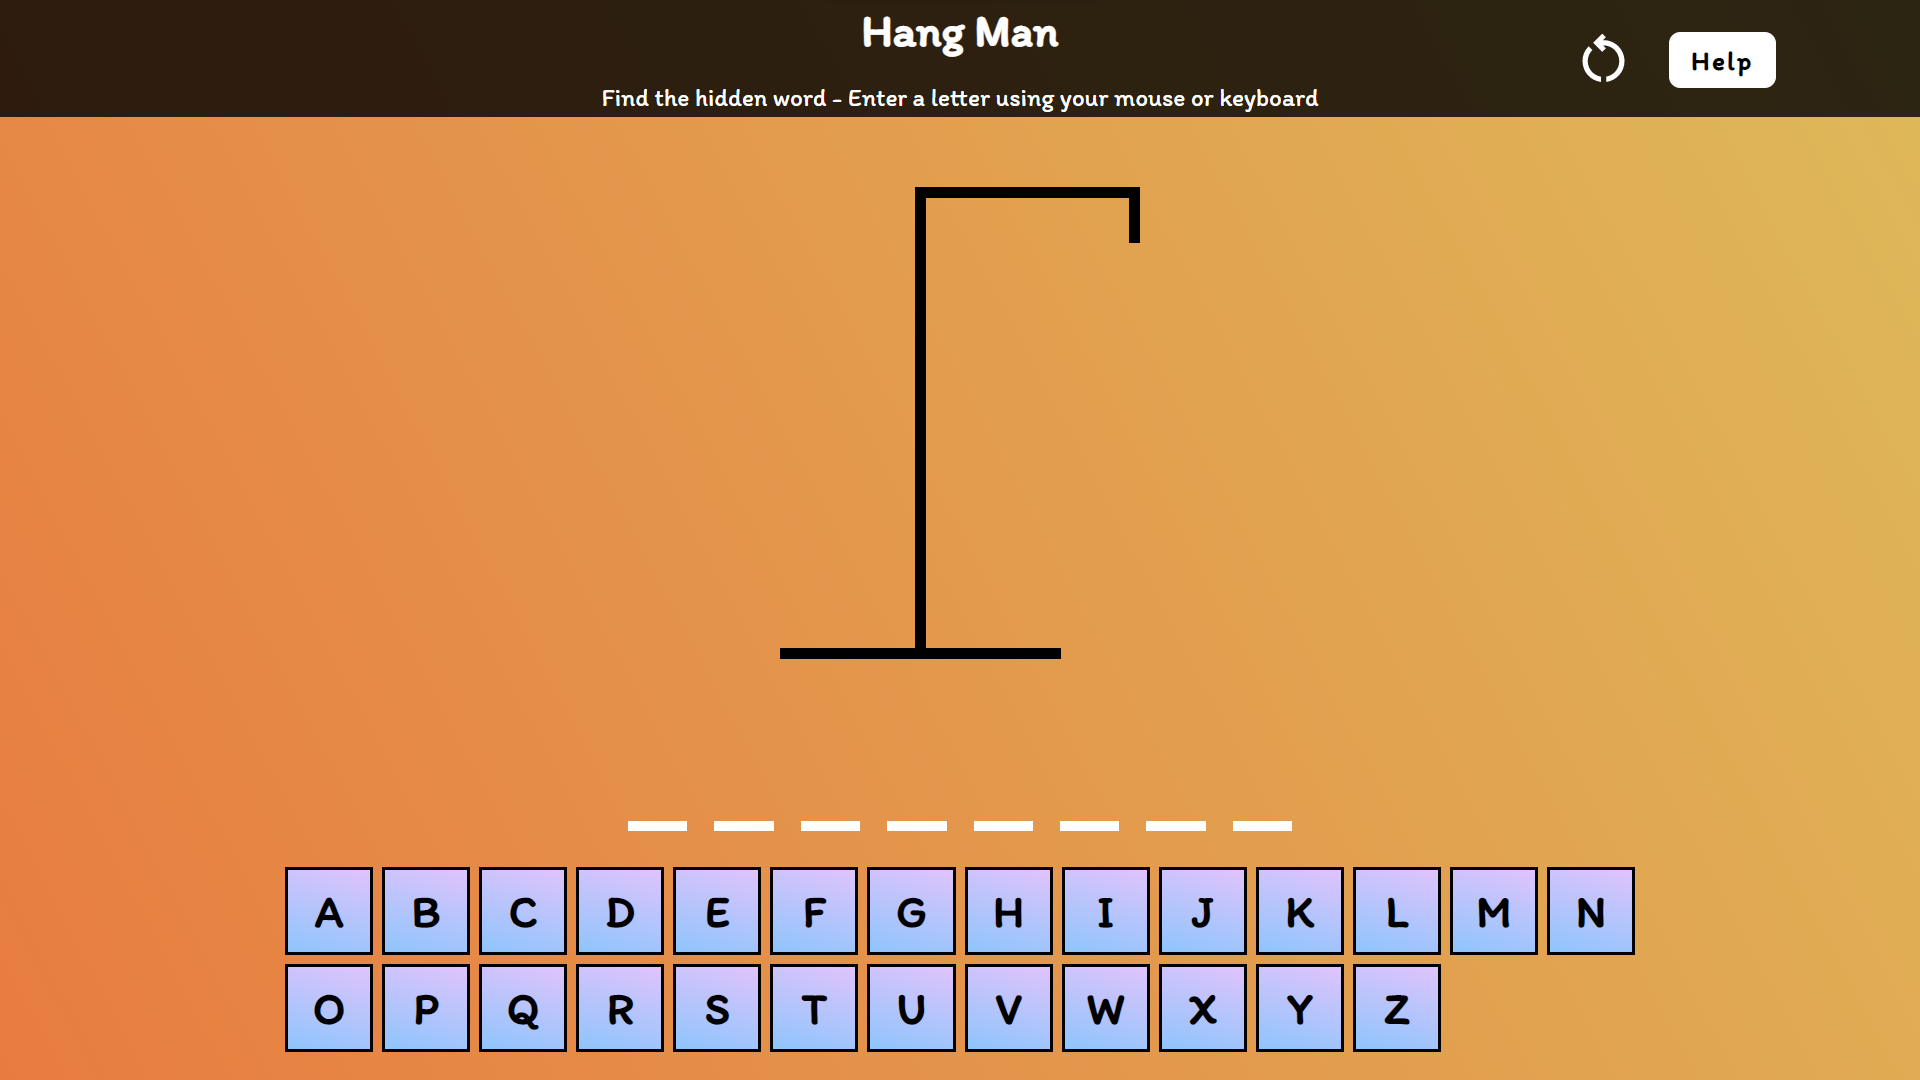 Hang Man
Help
Find the hidden word - Enter a letter using your mouse or keyboard
A B C D E F G H I J K L M N
O P Q R S T U V W X Y Z